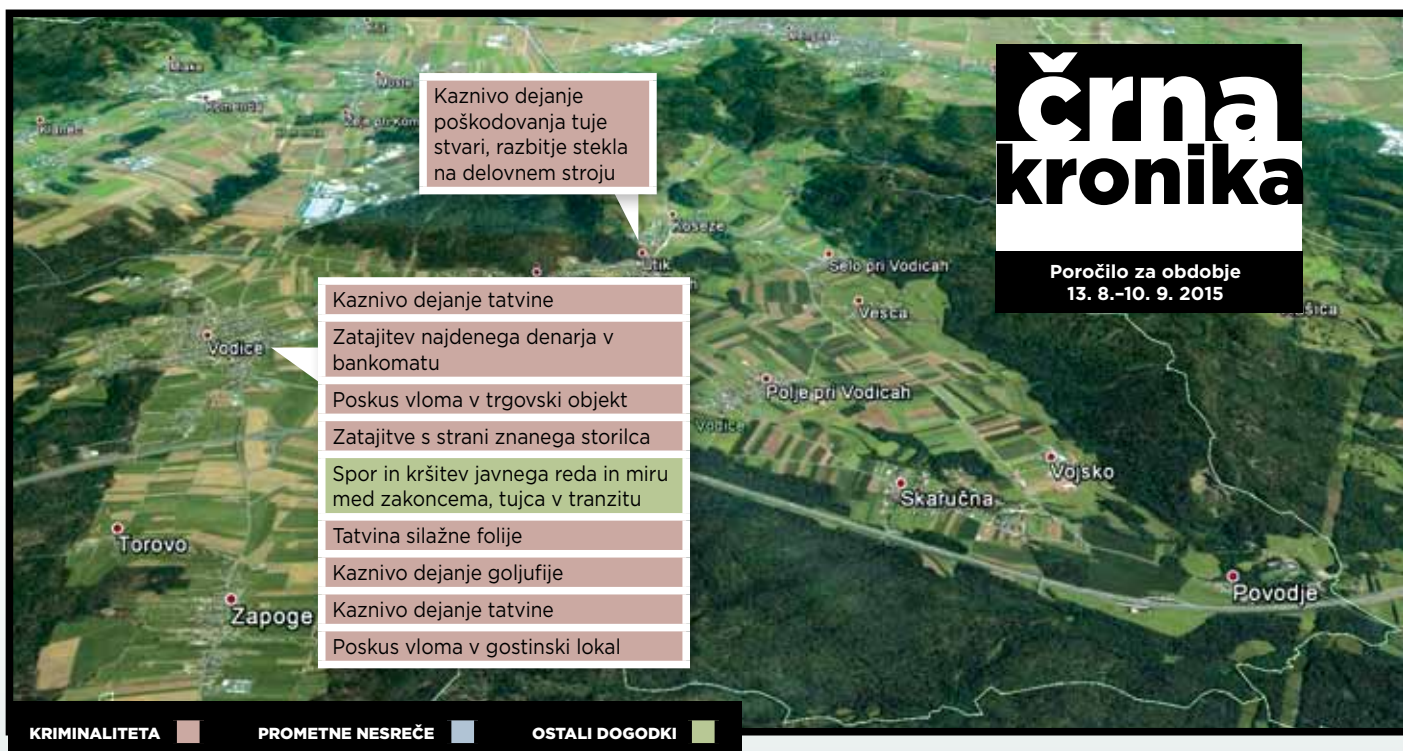 črna
kronika
Poročilo za obdobje
13. 8.–10. 9. 2015
Kaznivo dejanje
poškodovanja tuje
stvari, razbitje stekla
na delovnem stroju
Koseze
Utik
Selo pri Vodicah
Vesca
Polje pri Vodicah
Vodice
Vojsko
Skaručna
Povodje
Vodice
Torovo
Zapoge
Kaznivo dejanje tatvine
Zatajitev najdenega denarja v
bankomatu
Poskus vloma v trgovski objekt
Zatajitve s strani znanega storilca
Spor in kršitev javnega reda in miru
med zakoncema, tujca v tranzitu
Tatvina silažne folije
Kaznivo dejanje goljufije
Kaznivo dejanje tatvine
Poskus vloma v gostinski lokal
KRIMINALITETA
PROMETNE NESREČE
OSTALI DOGODKI